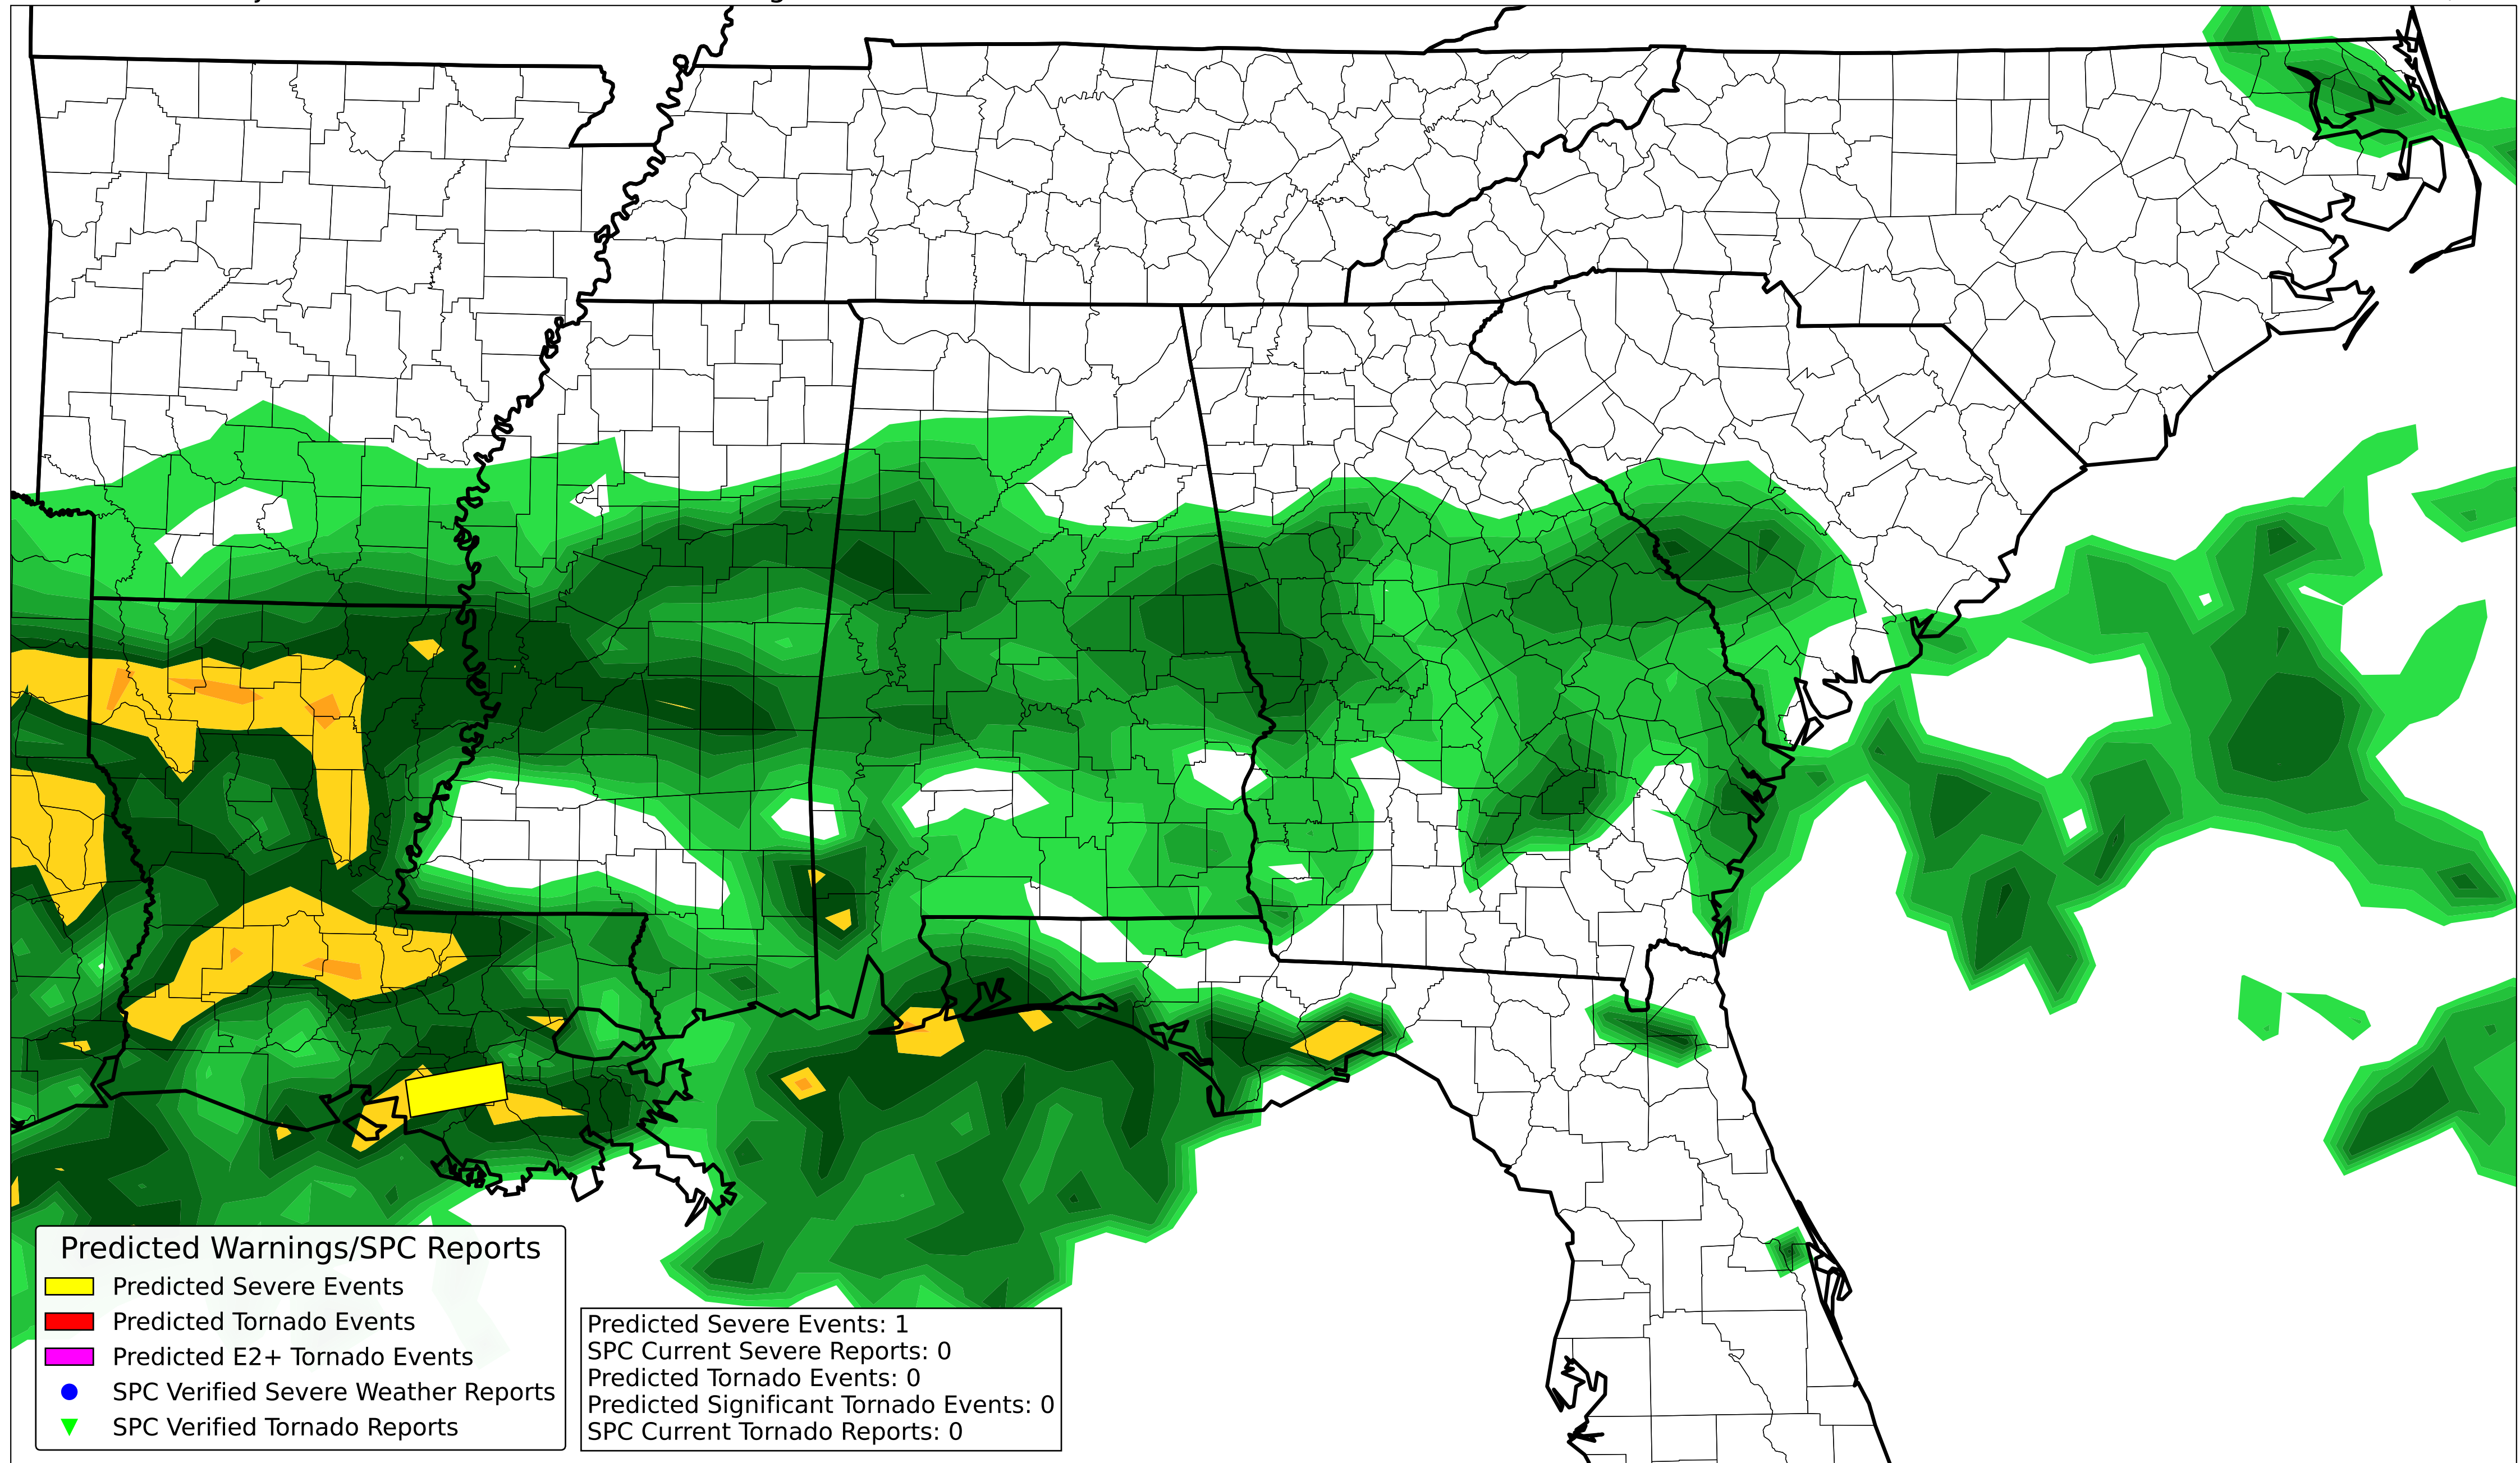 Predicted Warnings/SPC Reports
Predicted Severe Events
Predicted Tornado Events
Predicted E2+ Tornado Events
SPC Verified Severe Weather Reports
SPC Verified Tornado Reports
Predicted Severe Events: 1
SPC Current Severe Reports: 0
Predicted Tornado Events: 0
Predicted Significant Tornado Events: 0
SPC Current Tornado Reports: 0